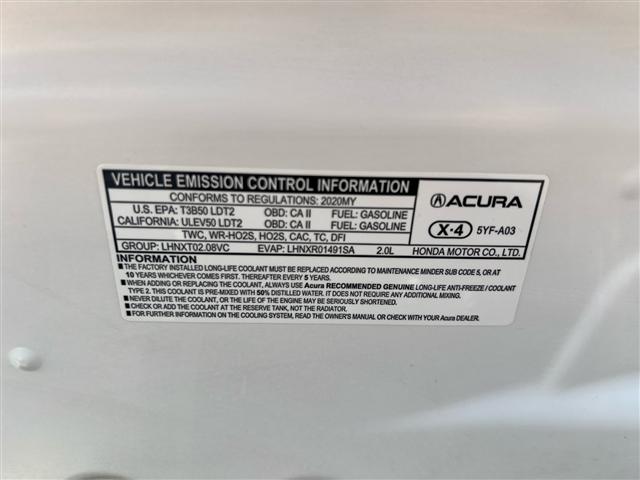 VEHICLE EMISSION CONTROL INFORMATION
CONFORMS TO REGULATIONS: 2020MY
U.S. EPA: T3B50 LDT2 OBD: CA II FUEL: GASOLINE
CALIFORNIA: ULEV50 LDT2 OBD: CA II FUEL: GASOLINE
TWC, WR-HO2S, HO2S, CAC, TC, DFI
GROUP: LHNXT02.08VC EVAP: LHNXR01491SA 2.0L
ACURA
X-4 5YF-A03
HONDA MOTOR CO., LTD.
INFORMATION
■ THE FACTORY INSTALLED LONG-LIFE COOLANT MUST BE REPLACED ACCORDING TO MAINTENANCE MINDER SUB CODE 5, OR AT
10 YEARS WHICHEVER COMES FIRST. THEREAFTER EVERY 5 YEARS.
■ WHEN ADDING OR REPLACING THE COOLANT, ALWAYS USE Acura RECOMMENDED GENUINE LONG-LIFE ANTI-FREEZE / COOLANT
TYPE 2. THIS COOLANT IS PRE-MIXED WITH 50% DISTILLED WATER. IT DOES NOT REQUIRE ANY ADDITIONAL MIXING.
■ NEVER DILUTE THE COOLANT, OR THE LIFE OF THE ENGINE MAY BE SERIOUSLY SHORTENED.
■ CHECK OR ADD THE COOLANT AT THE RESERVE TANK, NOT THE RADIATOR.
■ FOR FURTHER INFORMATION ON THE COOLING SYSTEM, READ THE OWNER'S MANUAL OR CHECK WITH YOUR Acura DEALER.